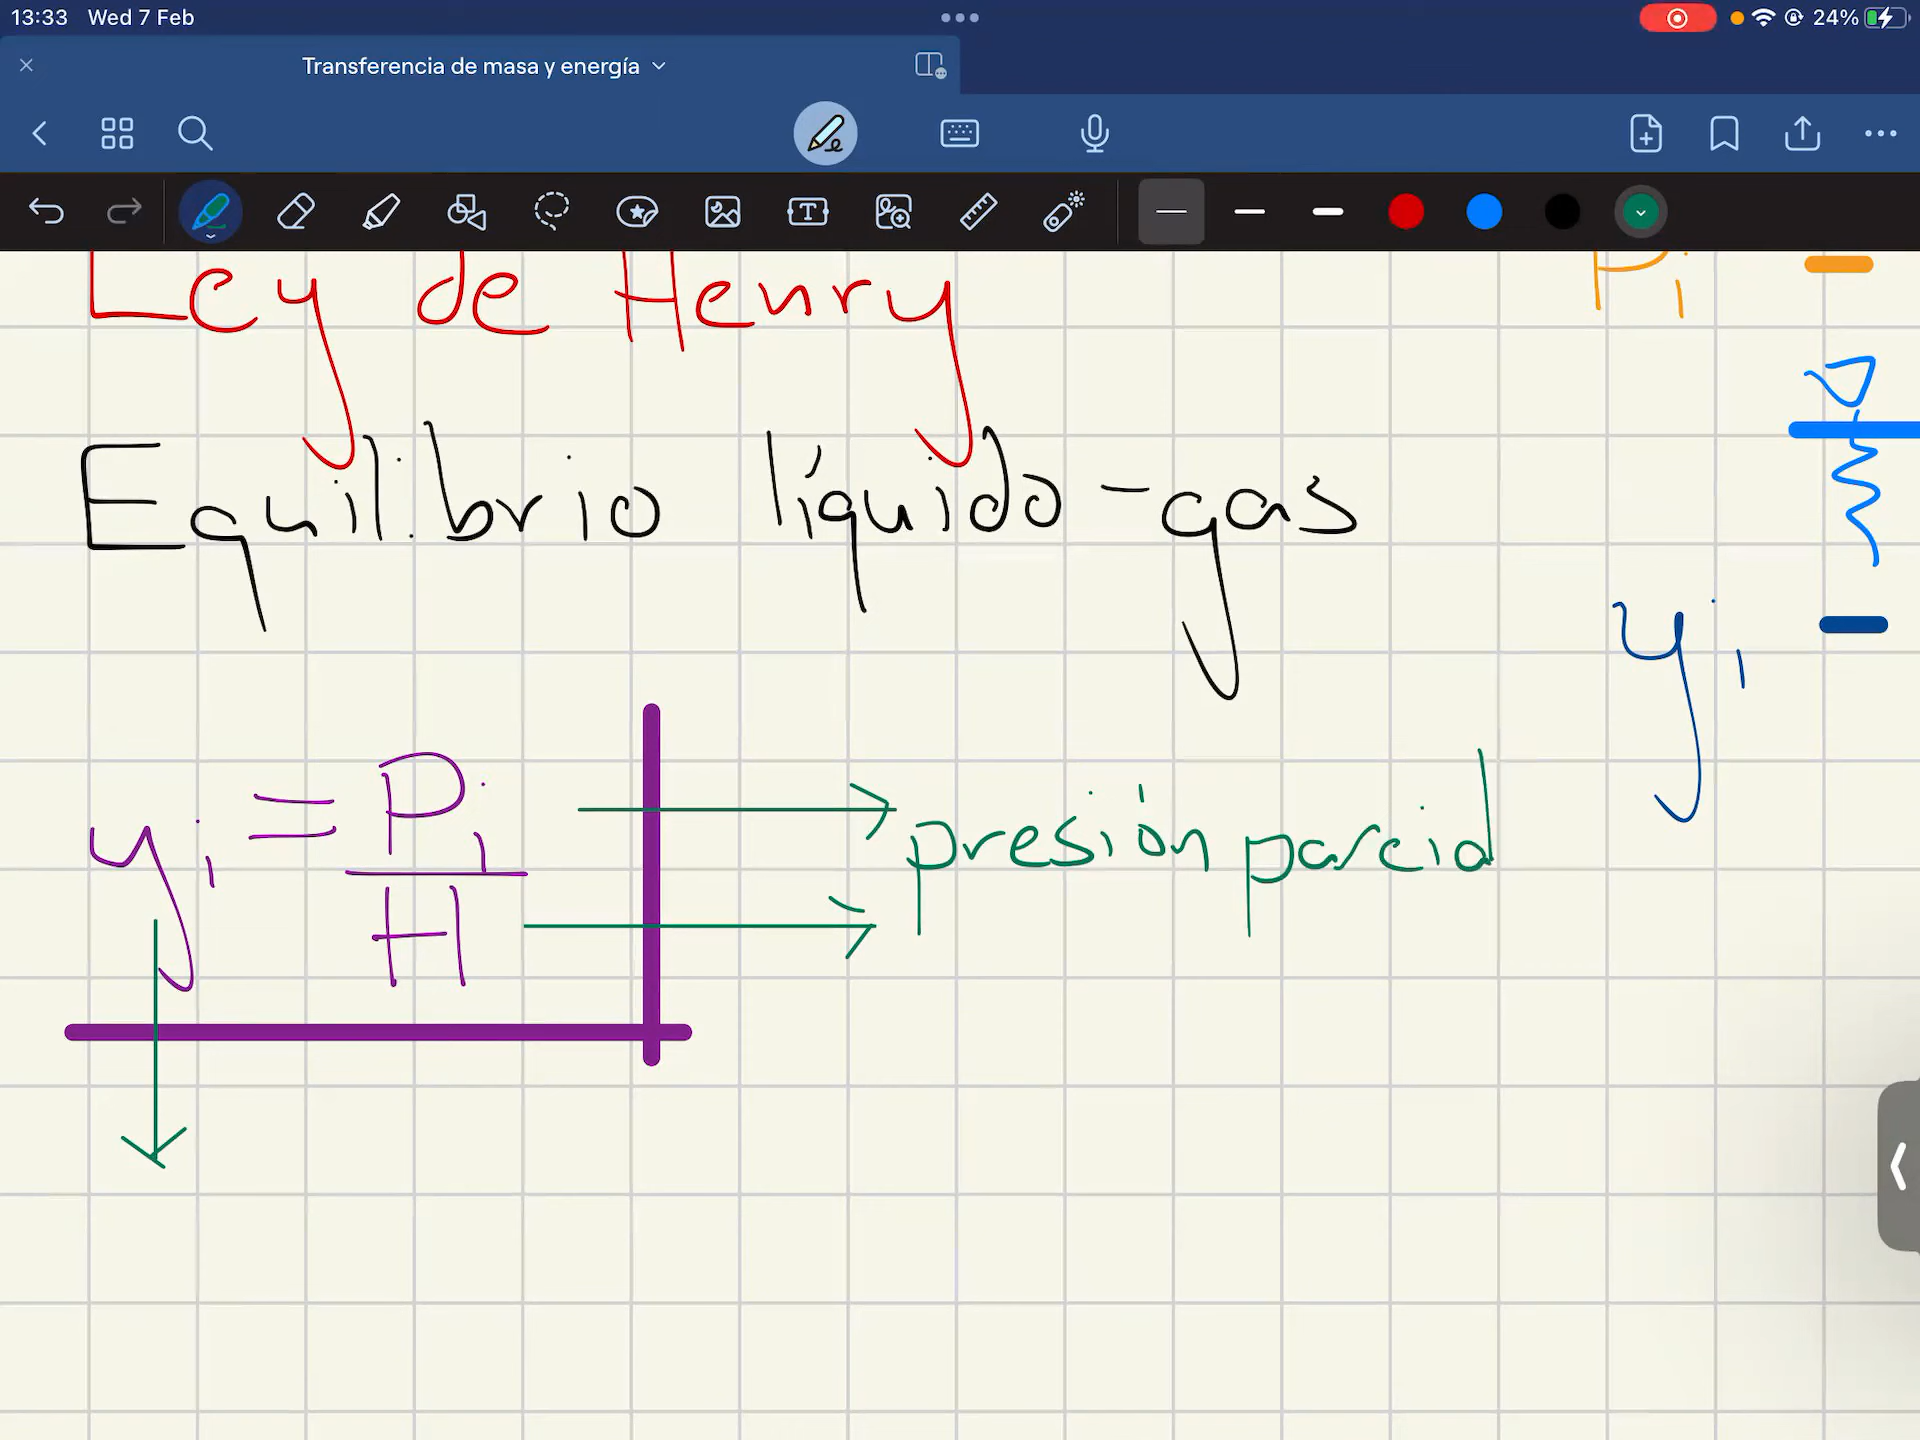 13:33 Wed 7 Feb
24%
Transferencia de masa y energía
Ley de Henry
Pi
Equilibrio líquido-gas
yi
yi = Pi / H
presión parcial